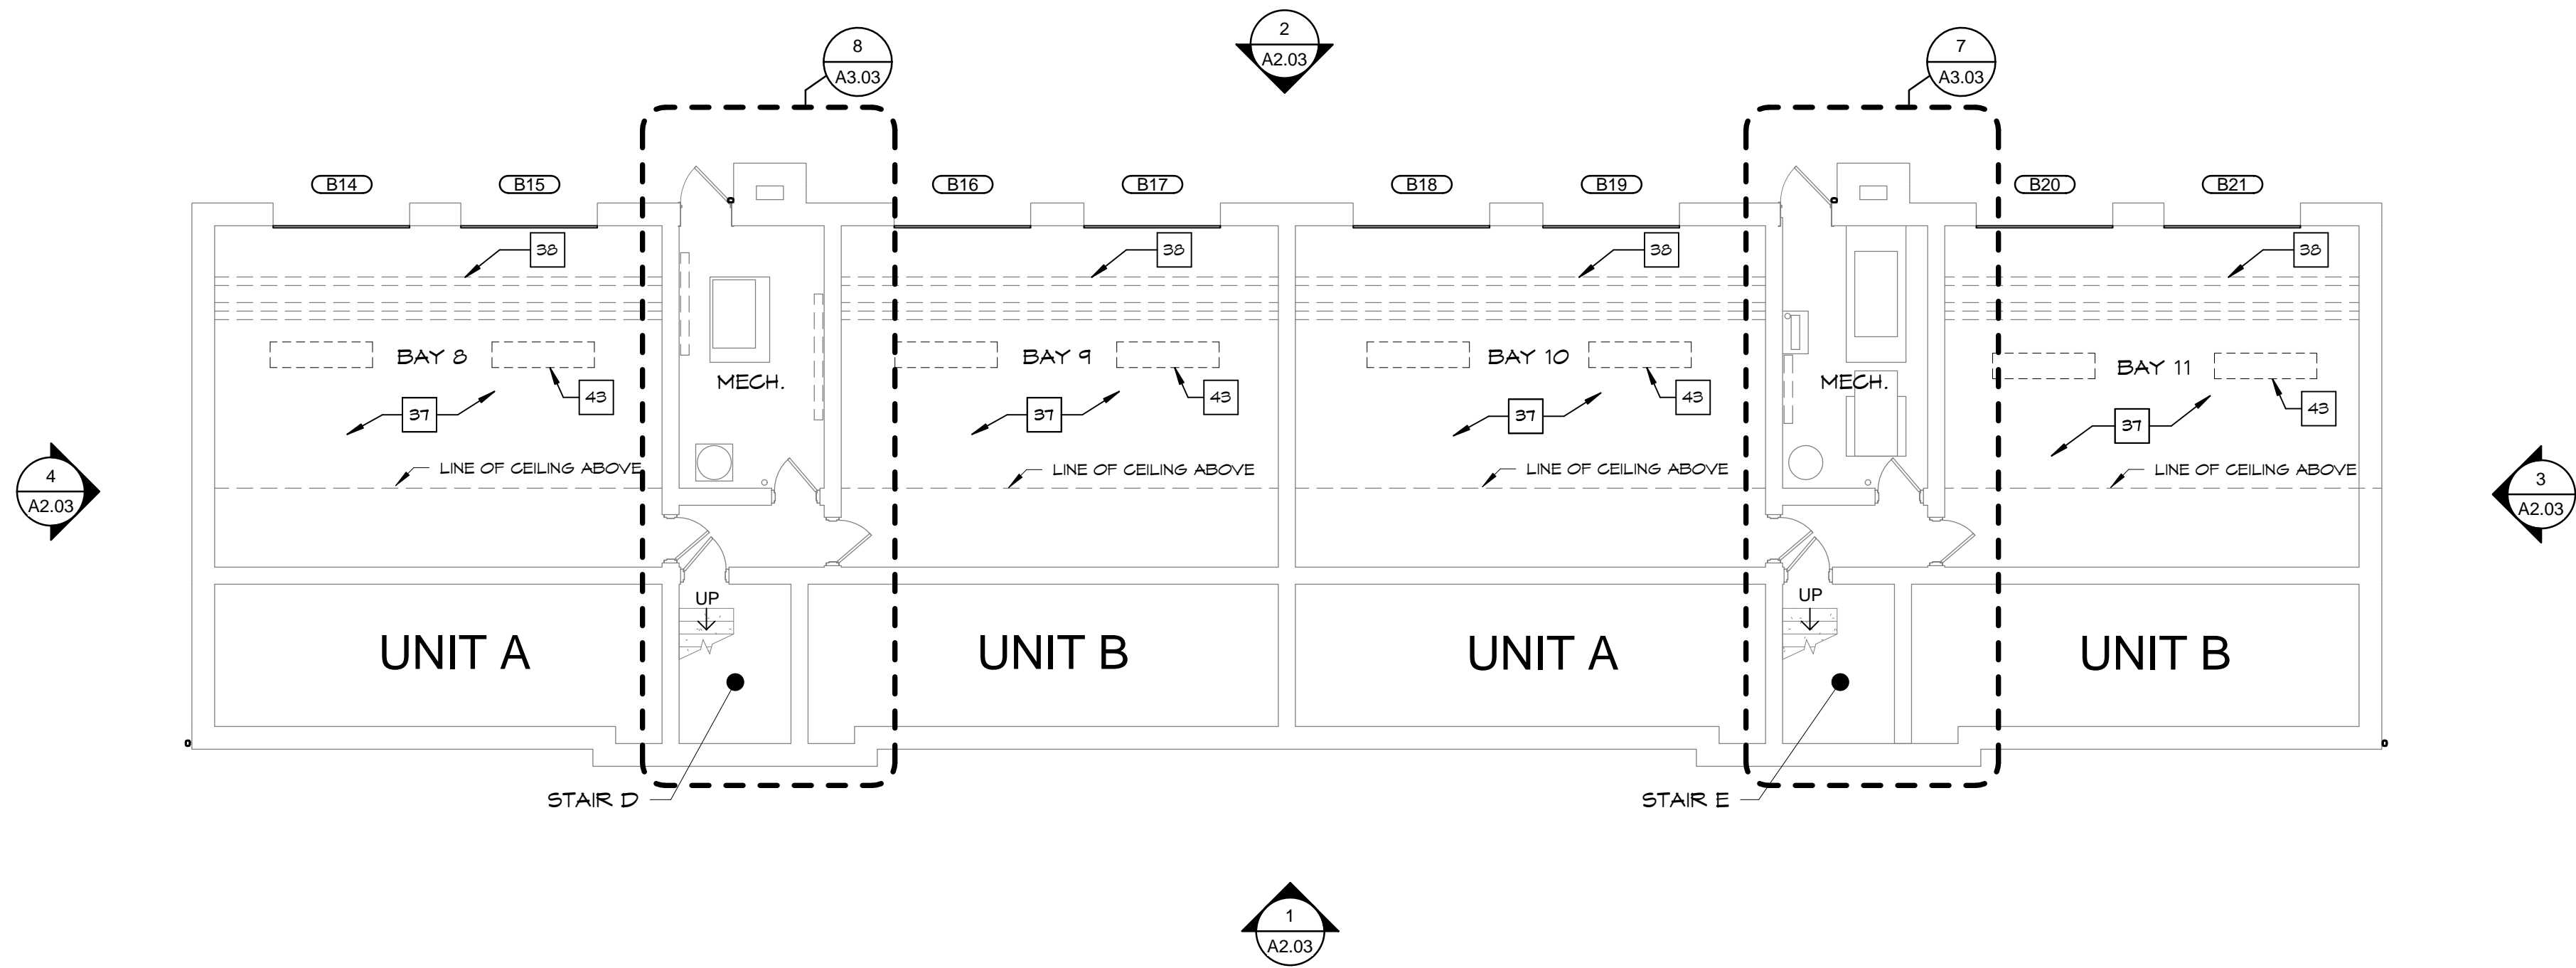 8
A3.03
2
A2.03
7
A3.03
B14
B15
B16
B17
B18
B19
B20
B21
38
38
38
38
BAY 8
BAY 9
BAY 10
BAY 11
MECH.
MECH.
43
43
43
43
37
37
37
37
LINE OF CEILING ABOVE
LINE OF CEILING ABOVE
LINE OF CEILING ABOVE
LINE OF CEILING ABOVE
4
A2.03
3
A2.03
UP
UP
UNIT A
UNIT B
UNIT A
UNIT B
STAIR D
STAIR E
1
A2.03